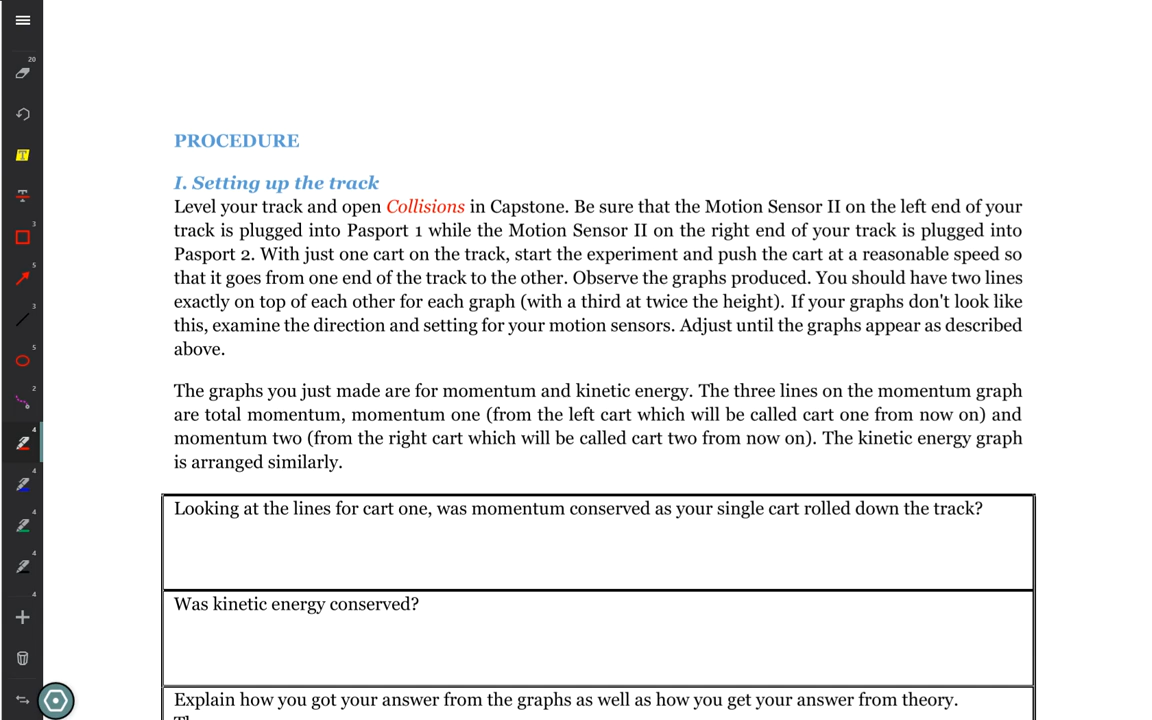 20
3
5
3
5
2
4
4
4
4
4
PROCEDURE
I. Setting up the track
Level your track and open Collisions in Capstone. Be sure that the Motion Sensor II on the left end of your
track is plugged into Pasport 1 while the Motion Sensor II on the right end of your track is plugged into
Pasport 2. With just one cart on the track, start the experiment and push the cart at a reasonable speed so
that it goes from one end of the track to the other. Observe the graphs produced. You should have two lines
exactly on top of each other for each graph (with a third at twice the height). If your graphs don't look like
this, examine the direction and setting for your motion sensors. Adjust until the graphs appear as described
above.
The graphs you just made are for momentum and kinetic energy. The three lines on the momentum graph
are total momentum, momentum one (from the left cart which will be called cart one from now on) and
momentum two (from the right cart which will be called cart two from now on). The kinetic energy graph
is arranged similarly.
Looking at the lines for cart one, was momentum conserved as your single cart rolled down the track?
Was kinetic energy conserved?
Explain how you got your answer from the graphs as well as how you get your answer from theory.